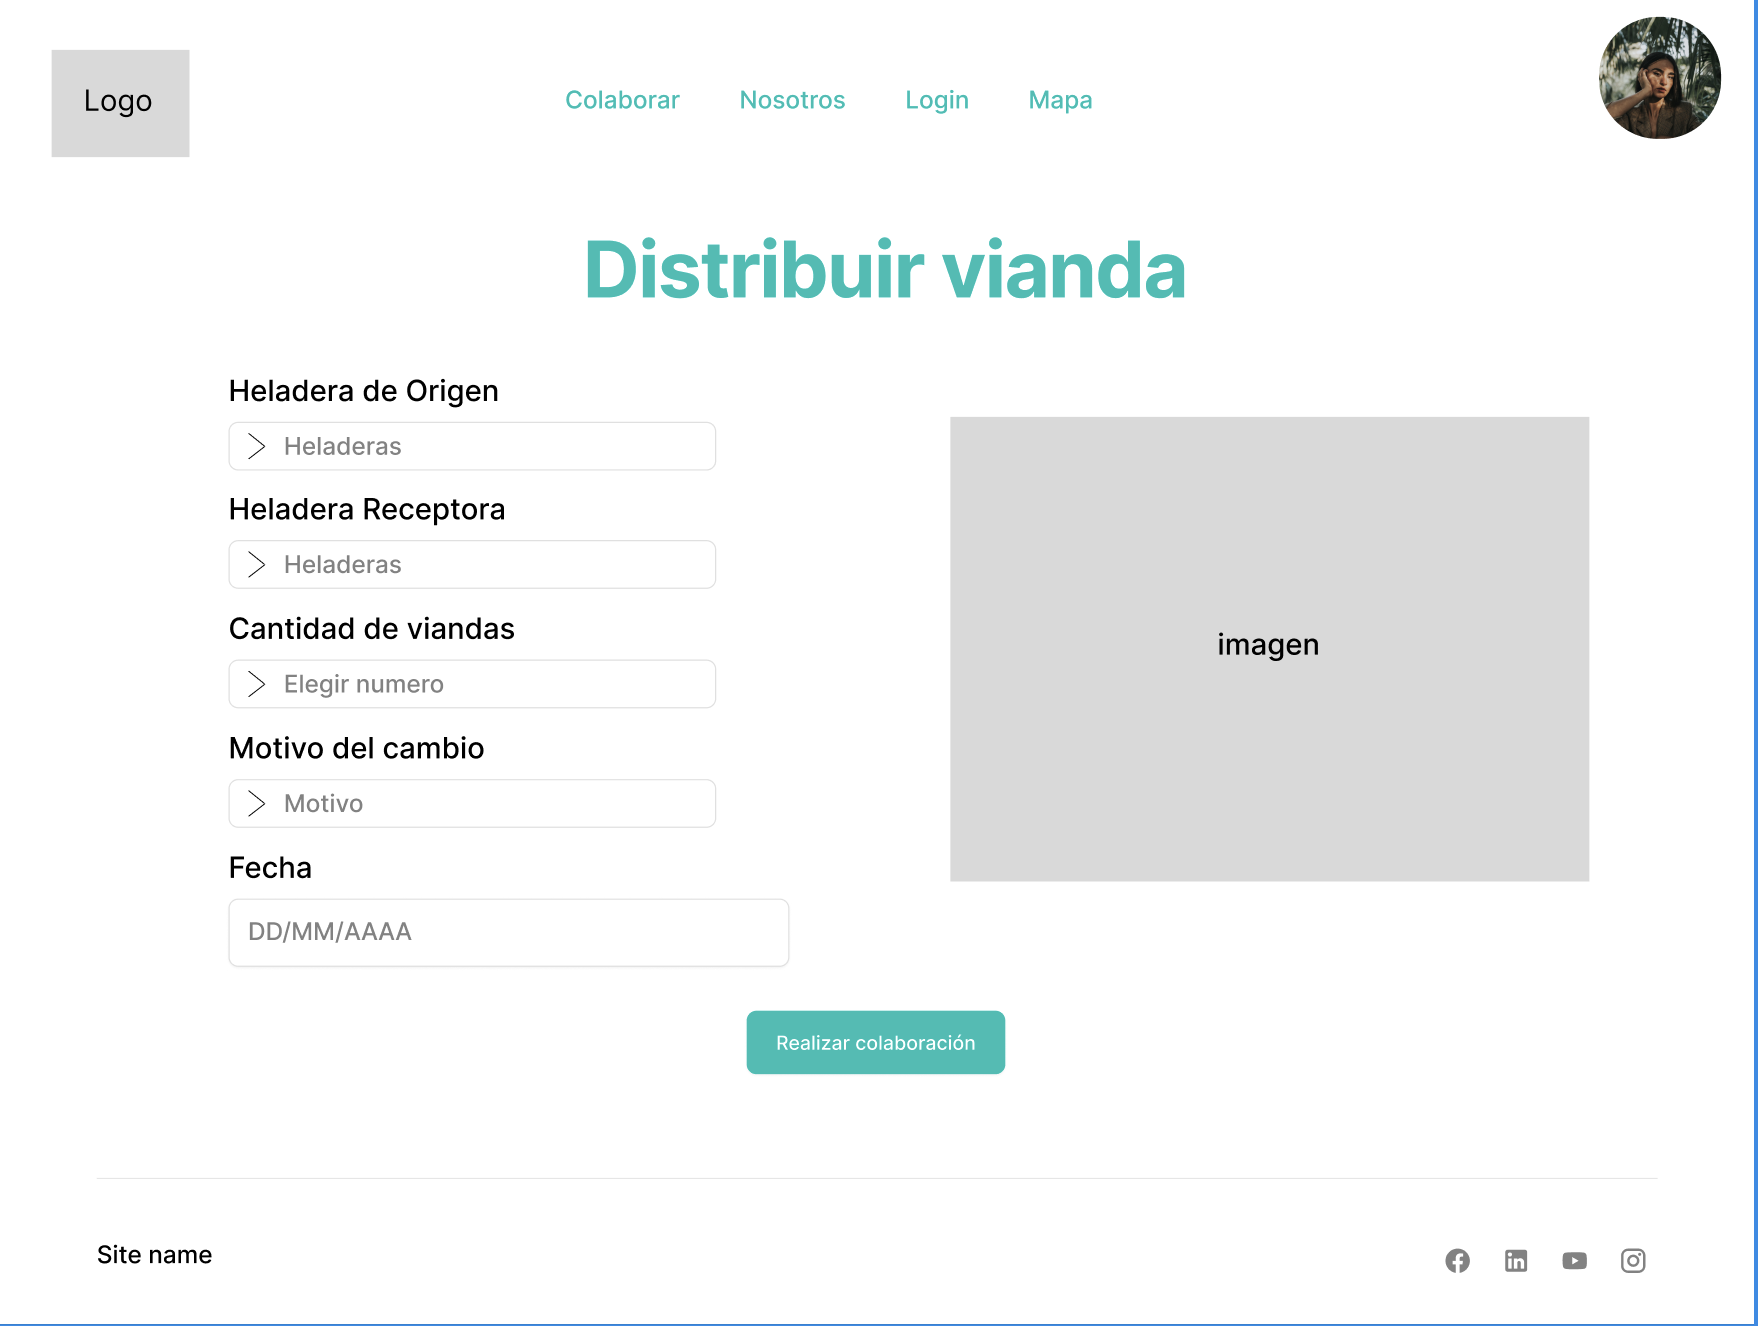 Logo
Colaborar Nosotros Login Mapa
Distribuir vianda
Heladera de Origen
Heladeras
Heladera Receptora
Heladeras
Cantidad de viandas
Elegir numero
Motivo del cambio
Motivo
Fecha
DD/MM/AAAA
imagen
Realizar colaboración
Site name